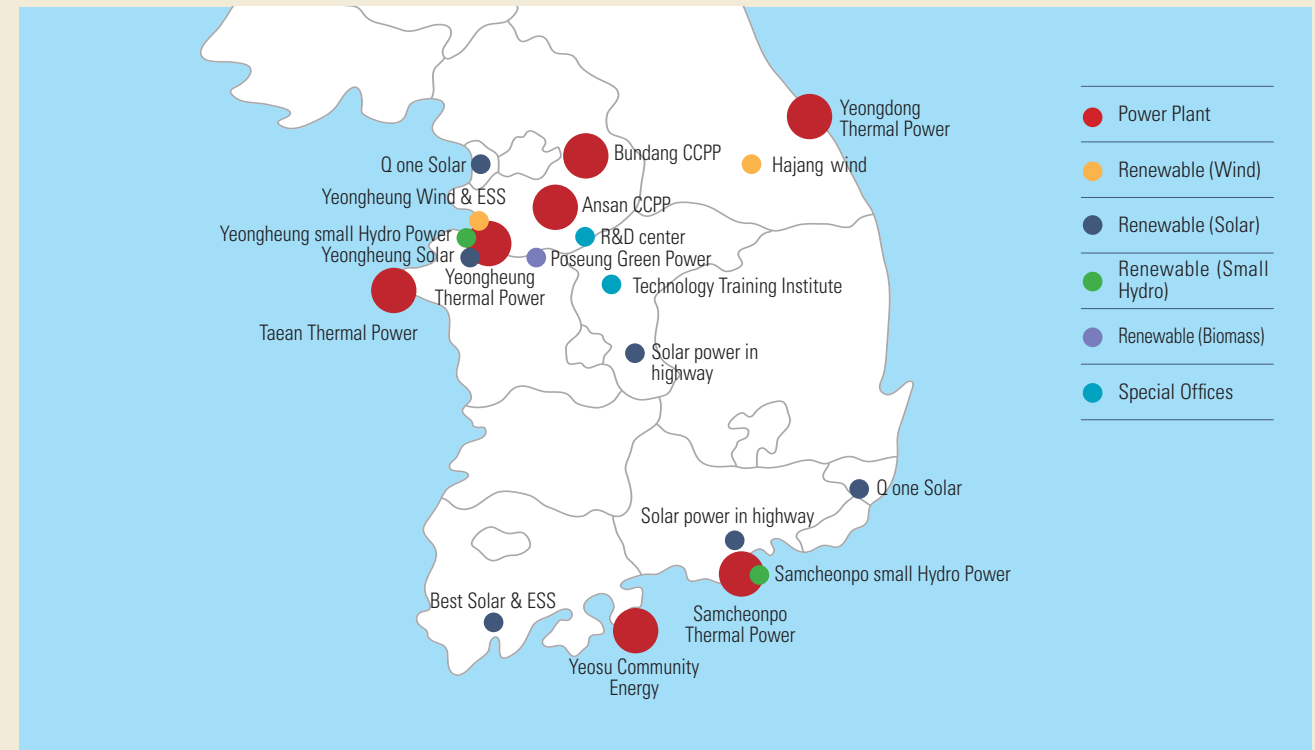 Yeongdong
Thermal Power
Bundang CCPP
Q one Solar
Hajang wind
Yeongheung Wind & ESS
Ansan CCPP
Yeongheung small Hydro Power
R&D center
Yeongheung Solar
Poseung Green Power
Yeongheung
Thermal Power
Technology Training Institute
Taean Thermal Power
Solar power in
highway
Q one Solar
Solar power in highway
Samcheonpo small Hydro Power
Best Solar & ESS
Samcheonpo
Thermal Power
Yeosu Community
Energy
Power Plant
Renewable (Wind)
Renewable (Solar)
Renewable (Small
Hydro)
Renewable (Biomass)
Special Offices